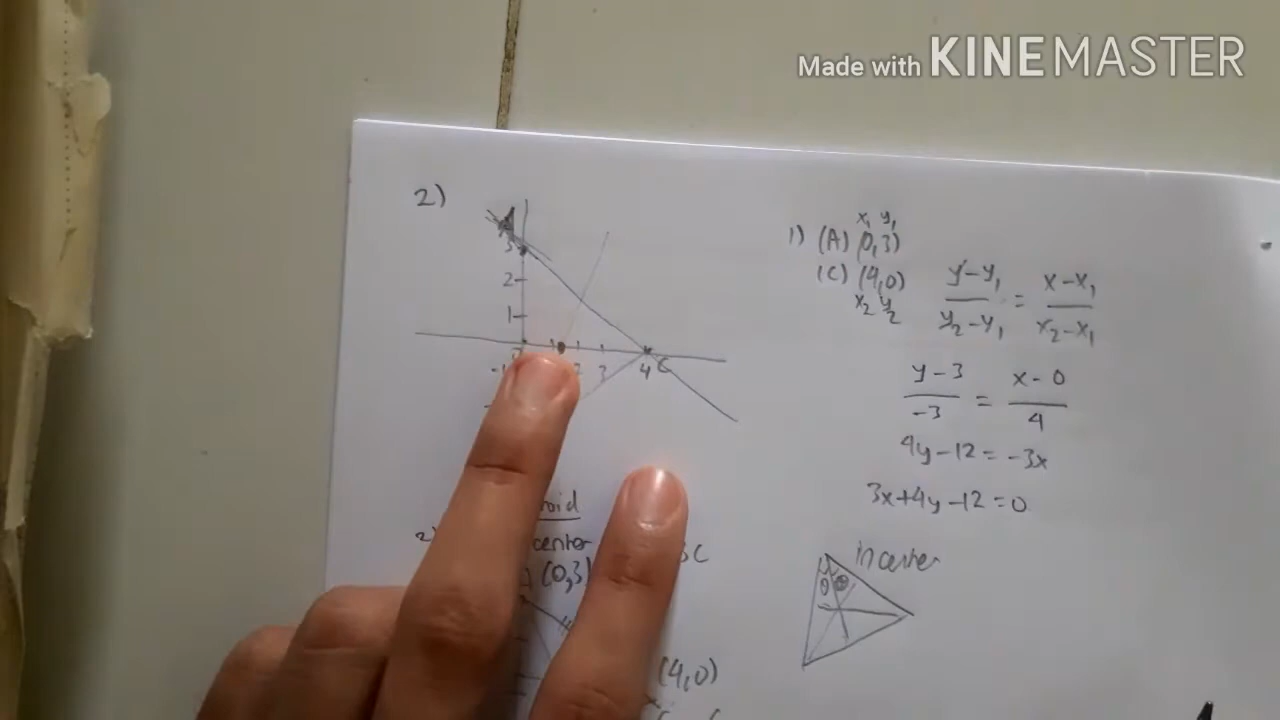 Made with KINEMASTER
2)
A
3
2
1
0
-1
2
3
4
C
1) (A) (0,3)
x₁ y₁
(C) (4,0)
x₂ y₂
y-y₁ / y₂-y₁ = x-x₁ / x₂-x₁
y-3 / -3 = x-0 / 4
4y-12 = -3x
3x+4y-12=0
oid
center
(0,3)
(4,0)
incenter